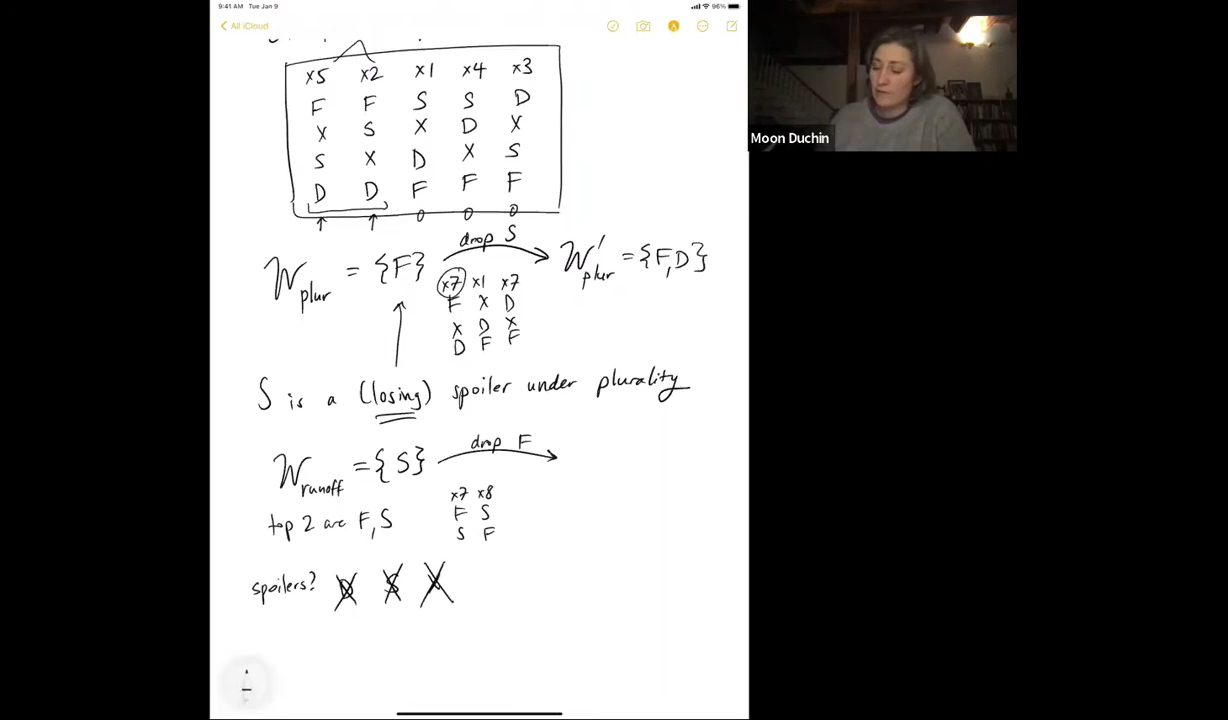 9:41 AM Tue Jan 9
96%
All iCloud
x5 x2 x1 x4 x3
F F S S D
X S X D X
S X D X S
D D F F F
0 0 0
W plur = {F} drop S W' plur = {F, D}
x7 x1 x7
F X D
X D X
D F F
S is a (losing) spoiler under plurality
W runoff = {S} drop F
top 2 are F, S
x7 x8
F S
S F
spoilers? D S X
Moon Duchin